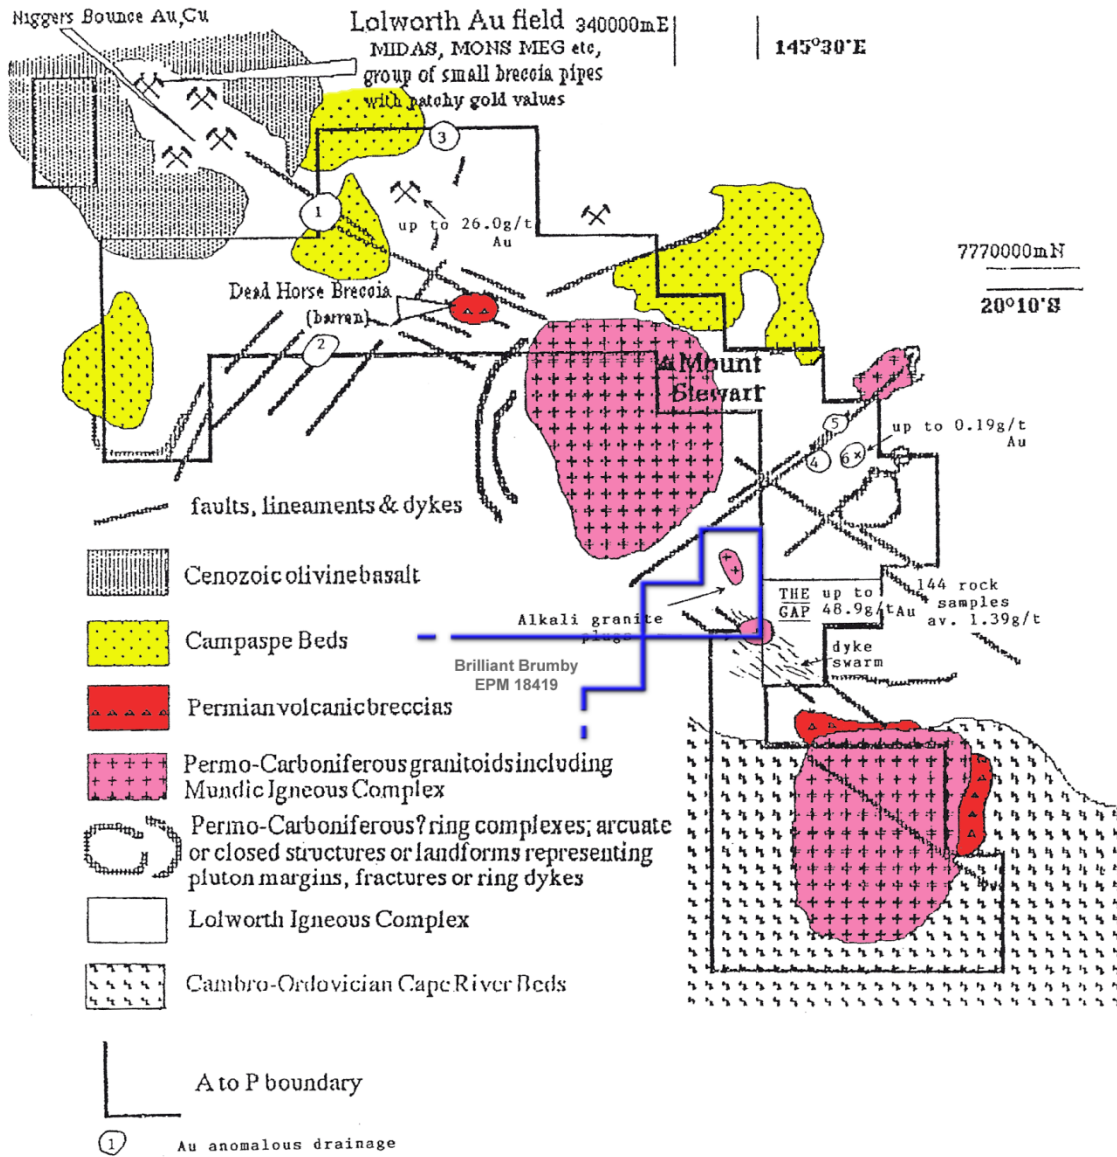 Niggers Bounce Au,Cu
Lolworth Au field
MIDAS, MONS MEG etc,
group of small breccia pipes
with patchy gold values
340000mE
145°30'E
3
1
up to 26.0g/t
Au
7770000mN
20°10'S
Dead Horse Breccia
(barren)
2
Mount
Stewart
5
up to 0.19g/t
Au
4
6x
faults, lineaments & dykes
Cenozoic olivine basalt
Campaspe Beds
Permian volcanic breccias
Permo-Carboniferous granitoids including
Mundic Igneous Complex
Permo-Carboniferous? ring complexes; arcuate
or closed structures or landforms representing
pluton margins, fractures or ring dykes
Lolworth Igneous Complex
Cambro-Ordovician Cape River Beds
A to P boundary
1
Au anomalous drainage
Alkali granite
plugs
Brilliant Brumby
EPM 18419
THE GAP
up to
48.9g/t Au
144 rock
samples
av. 1.39g/t
dyke
swarm